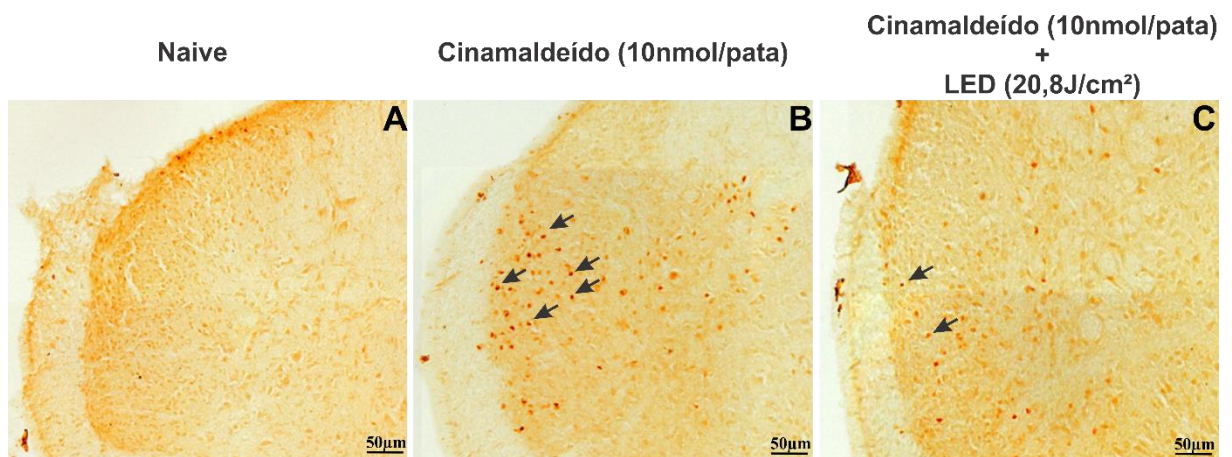 Naive
Cinamaldeído (10nmol/pata)
Cinamaldeído (10nmol/pata)
+
LED (20,8J/cm²)
A
B
C
50µm
50µm
50µm